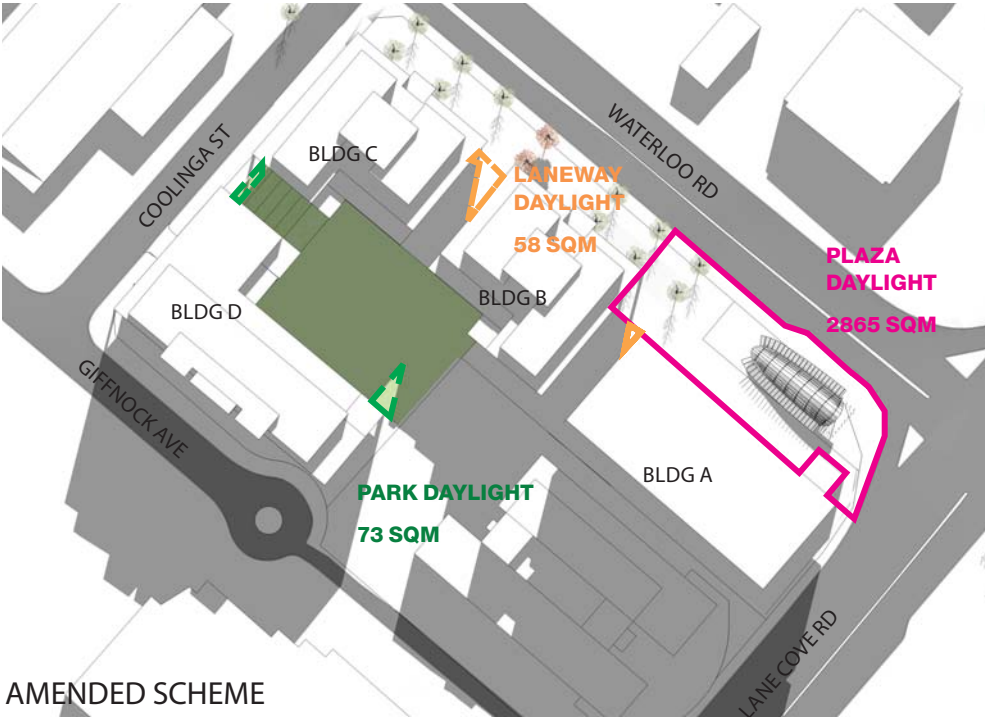 WATERLOO RD
COOLINGA ST
BLDG C
LANEWAY
DAYLIGHT
58 SQM
PLAZA
DAYLIGHT
2865 SQM
BLDG B
BLDG D
GIFFNOCK AVE
BLDG A
PARK DAYLIGHT
73 SQM
LANE COVE RD
AMENDED SCHEME